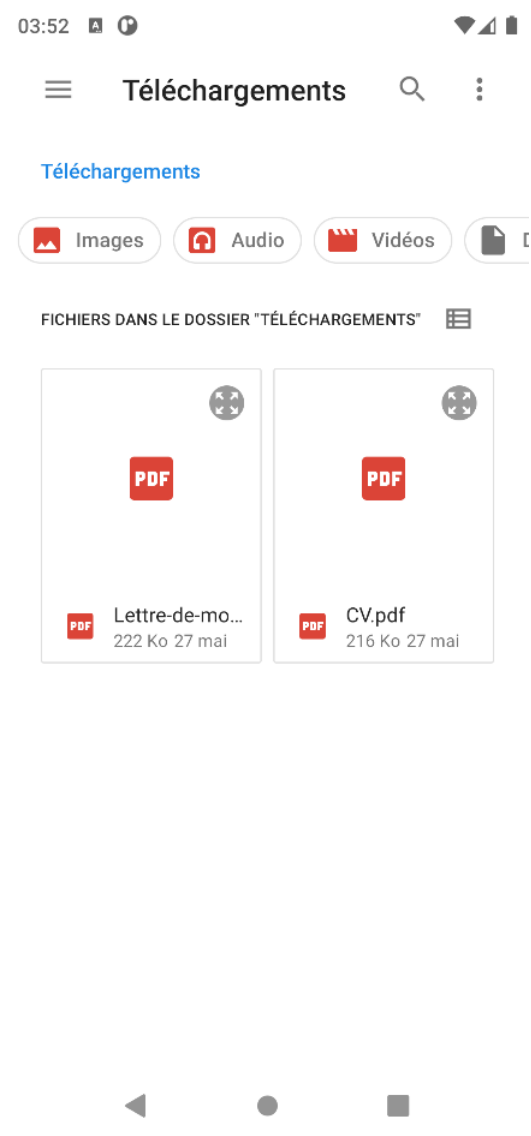 03:52
Téléchargements
Téléchargements
Images Audio Vidéos
FICHIERS DANS LE DOSSIER "TÉLÉCHARGEMENTS"
PDF PDF
PDF Lettre-de-mo... PDF CV.pdf
222 Ko 27 mai 216 Ko 27 mai